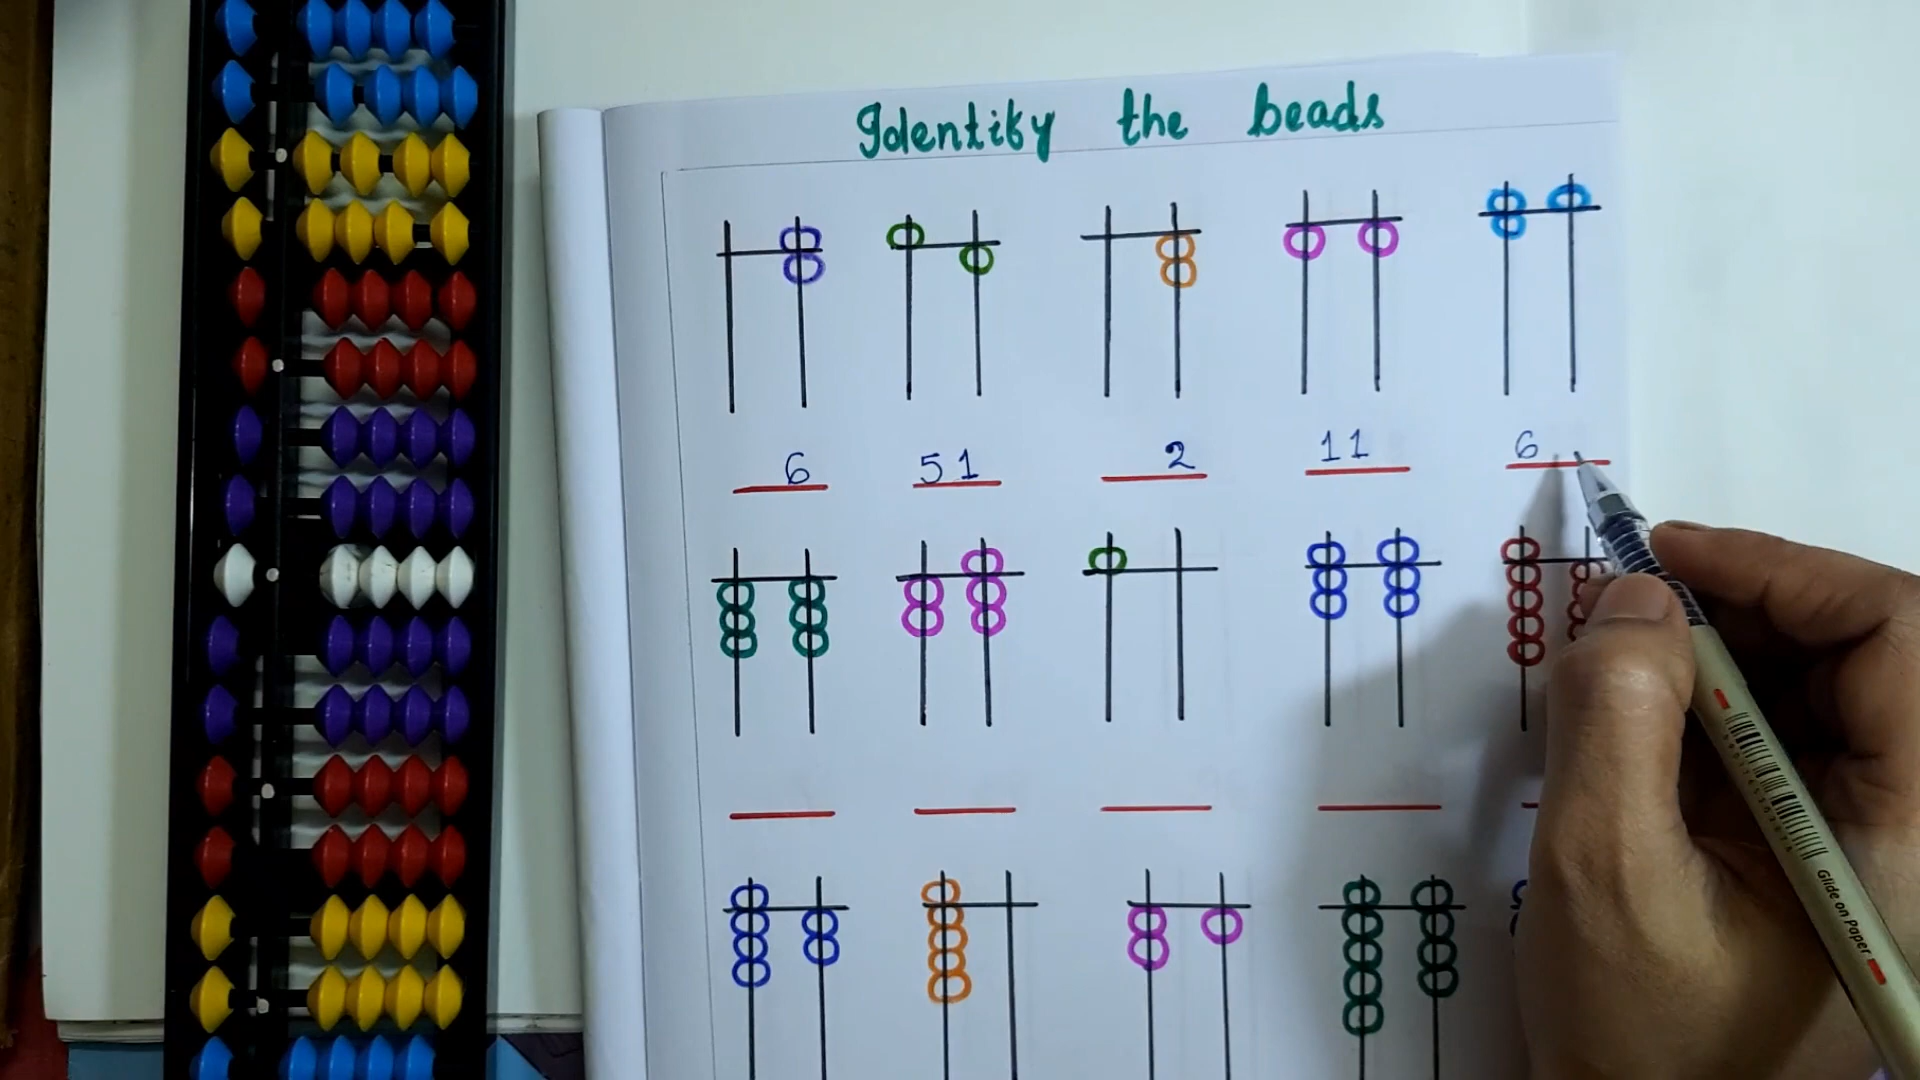 Identify the beads
6 51 2 11 6
Glide on Paper